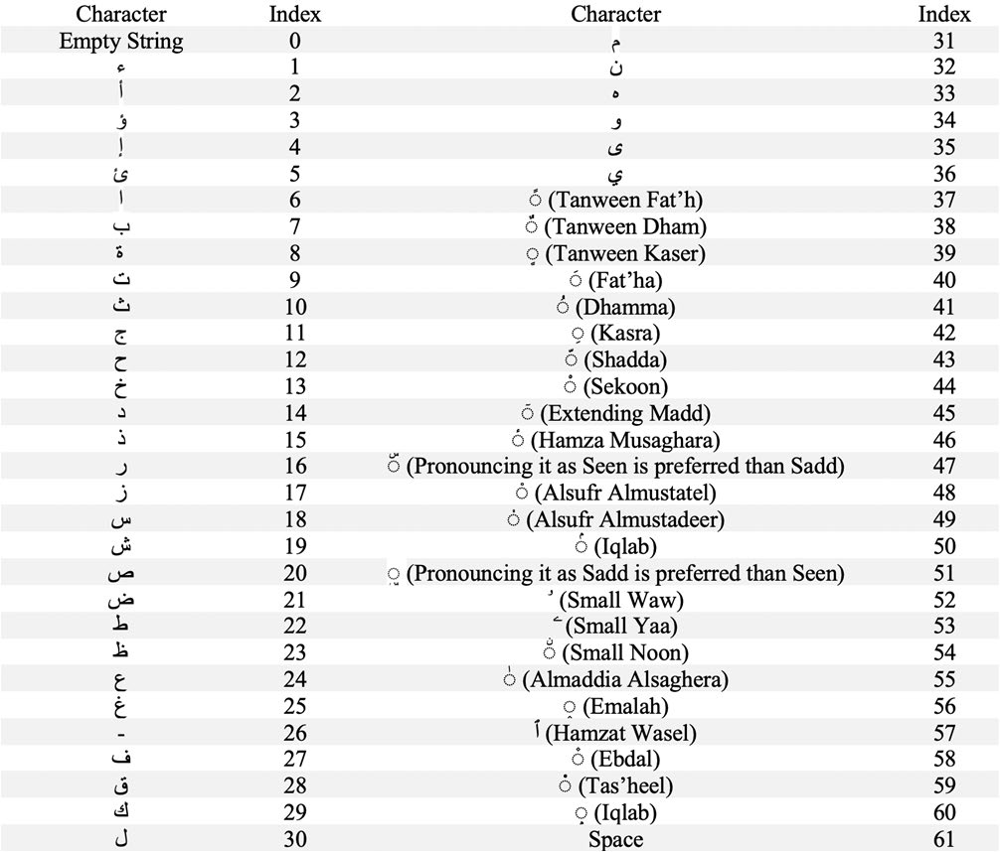 Character Index Character Index
Empty String 0 م 31
ء 1 ن 32
أ 2 ه 33
ؤ 3 و 34
إ 4 ى 35
ئ 5 ي 36
ا 6 ◌ً (Tanween Fat’h) 37
ب 7 ◌ٌ (Tanween Dham) 38
ة 8 ◌ٍ (Tanween Kaser) 39
ت 9 ◌َ (Fat’ha) 40
ث 10 ◌ُ (Dhamma) 41
ج 11 ◌ِ (Kasra) 42
ح 12 ◌ّ (Shadda) 43
خ 13 ◌ْ (Sekoon) 44
د 14 ◌ٓ (Extending Madd) 45
ذ 15 ◌ٔ (Hamza Musaghara) 46
ر 16 ◌ۜ (Pronouncing it as Seen is preferred than Sadd) 47
ز 17 ◌۠ (Alsufr Almustatel) 48
س 18 ◌۟ (Alsufr Almustadeer) 49
ش 19 ◌ۢ (Iqlab) 50
ص 20 ◌ۣ (Pronouncing it as Sadd is preferred than Seen) 51
ض 21 ۥ (Small Waw) 52
ط 22 ۦ (Small Yaa) 53
ظ 23 ◌ۨ (Small Noon) 54
ع 24 ◌ٰ (Almaddia Alsaghera) 55
غ 25 ◌۪ (Emalah) 56
- 26 ٱ (Hamzat Wasel) 57
ف 27 ◌۫ (Ebdal) 58
ق 28 ◌۬ (Tas’heel) 59
ك 29 ◌ۭ (Iqlab) 60
ل 30 Space 61